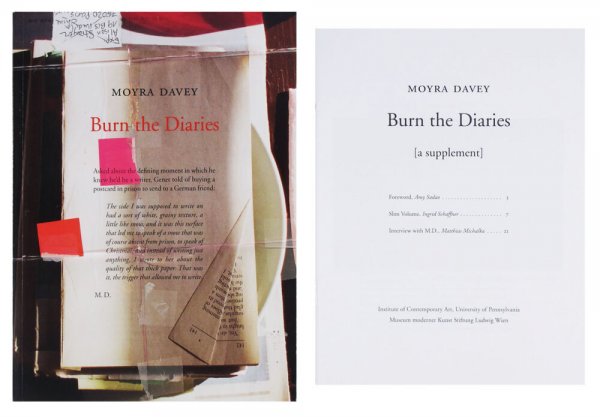 MOYRA DAVEY
Burn the Diaries
Asked about the defining moment in which he
knew he'd be a writer, Genet told of buying a
postcard in prison to send to a German friend:
The side I was supposed to write on
had a sort of white, grainy texture, a
little like snow, and it was this surface
that led me to speak of a snow that was
of course absent from prison, to speak of
Christmas, and instead of writing just
anything, I wrote to her about the
quality of that thick paper. That was
it, the trigger that allowed me to write.
M. D.
MOYRA DAVEY
Burn the Diaries
[a supplement]
Foreword, Amy Sadao 3
Slim Volume, Ingrid Schaffner 7
Interview with M.D., Matthias Michalka 21
Institute of Contemporary Art, University of Pennsylvania
Museum moderner Kunst Stiftung Ludwig Wien